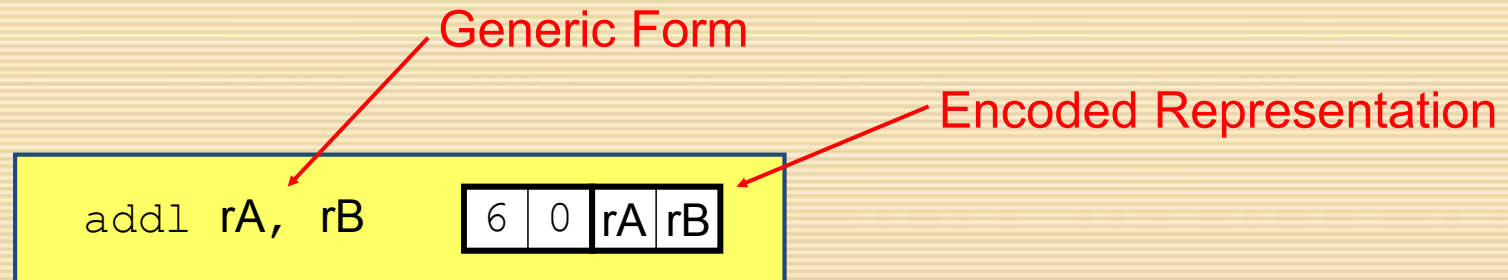 Generic Form
Encoded Representation
addl rA, rB 6 0 rA rB